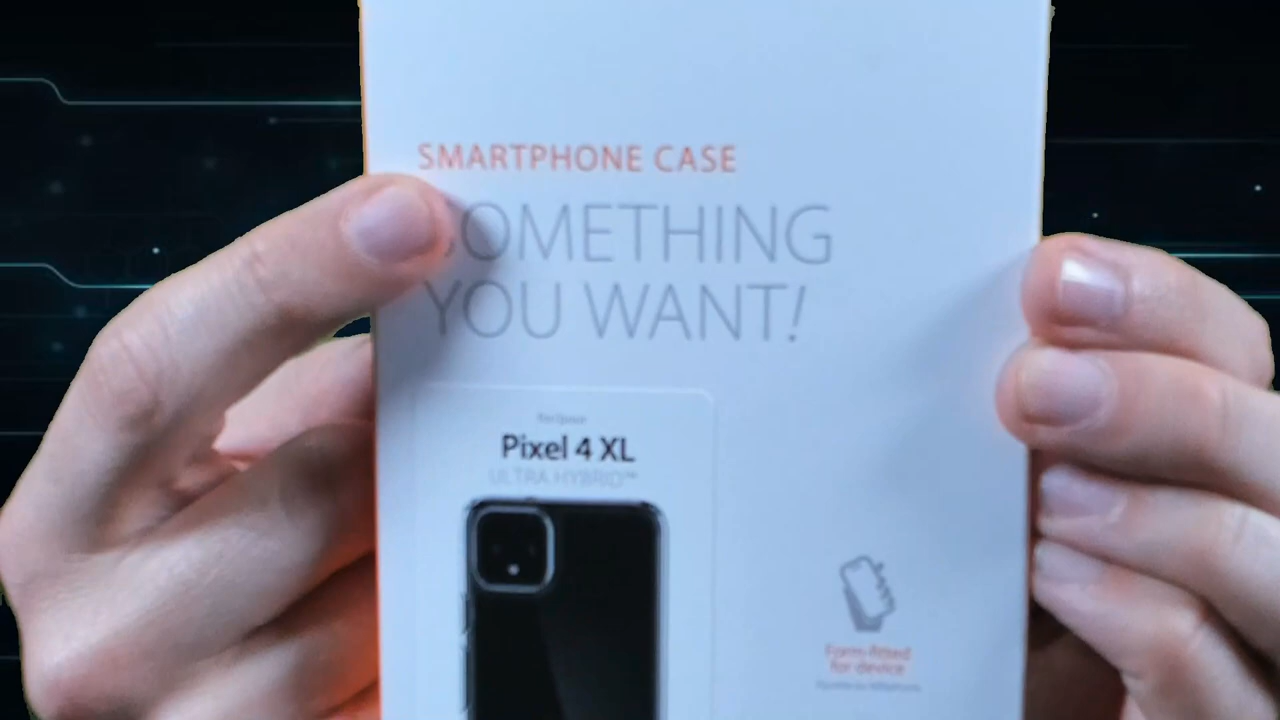 SMARTPHONE CASE
SOMETHING
YOU WANT!
Pixel 4 XL
ULTRA HYBRID™
Form-fitted
for device